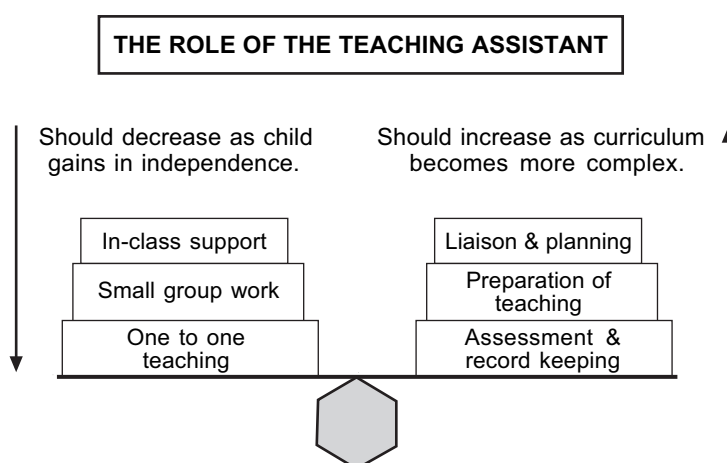 THE ROLE OF THE TEACHING ASSISTANT
Should decrease as child
gains in independence.
Should increase as curriculum
becomes more complex.
In-class support
Small group work
One to one
teaching
Liaison & planning
Preparation of
teaching
Assessment &
record keeping